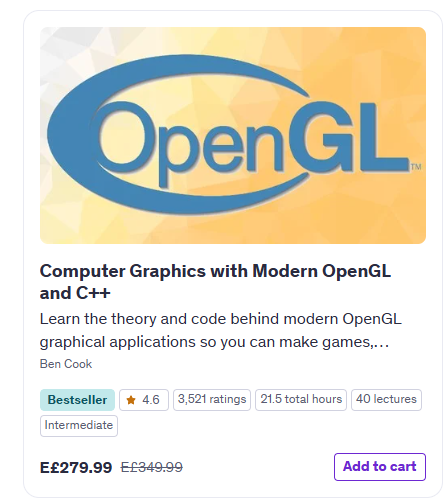 OpenGL™
Computer Graphics with Modern OpenGL
and C++
Learn the theory and code behind modern OpenGL
graphical applications so you can make games,…
Ben Cook
Bestseller ★ 4.6 3,521 ratings 21.5 total hours 40 lectures
Intermediate
E£279.99 E£349.99 Add to cart